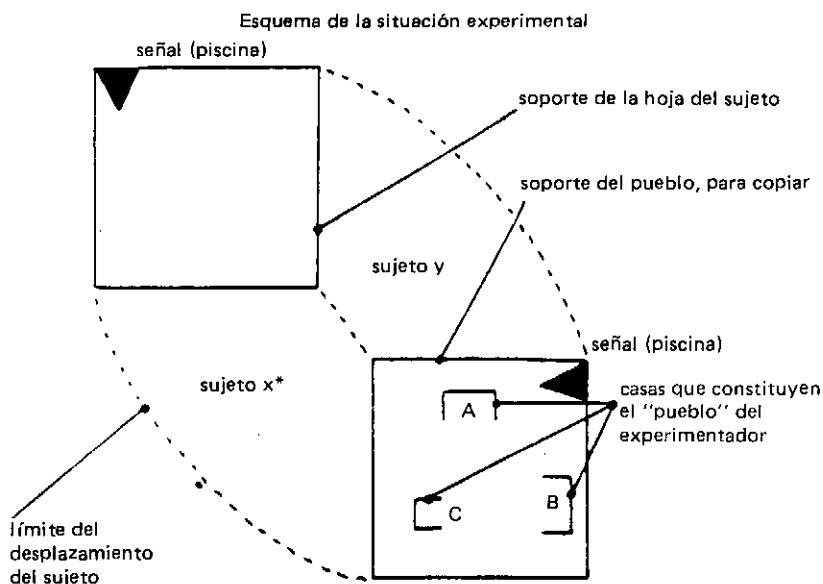 Esquema de la situación experimental
señal (piscina)
soporte de la hoja del sujeto
soporte del pueblo, para copiar
sujeto y
señal (piscina)
sujeto x*
casas que constituyen
el "pueblo" del
experimentador
A
C
B
límite del
desplazamiento
del sujeto